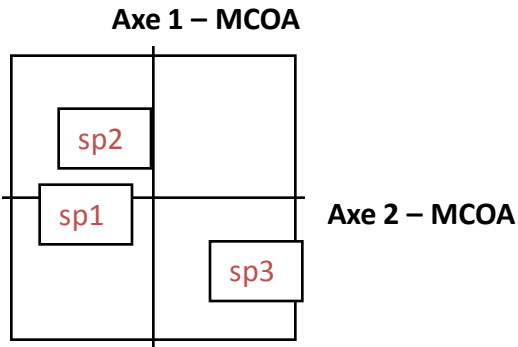 Axe 1 – MCOA
sp2
sp1
Axe 2 – MCOA
sp3